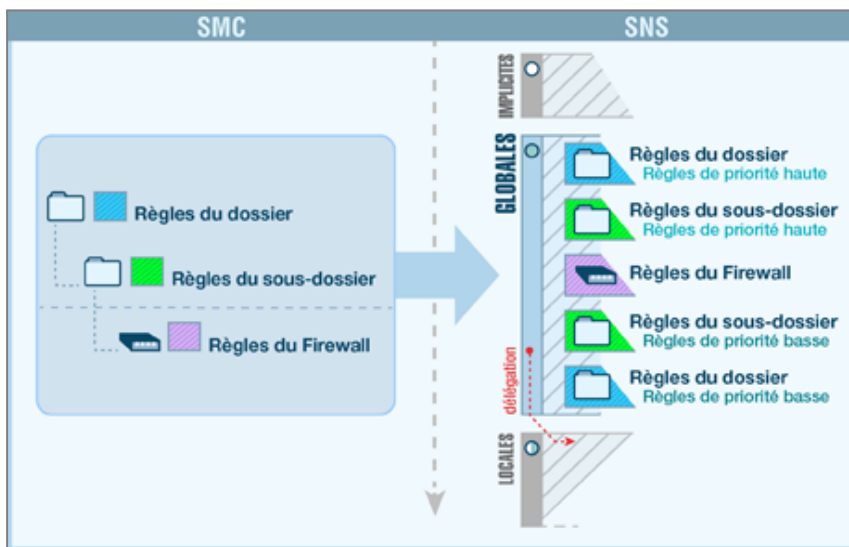 SMC
SNS
Règles du dossier
Règles du sous-dossier
Règles du Firewall
IMPLICITES
GLOBALES
Règles du dossier
Règles de priorité haute
Règles du sous-dossier
Règles de priorité haute
Règles du Firewall
Règles du sous-dossier
Règles de priorité basse
Règles du dossier
Règles de priorité basse
délégation
LOCALES